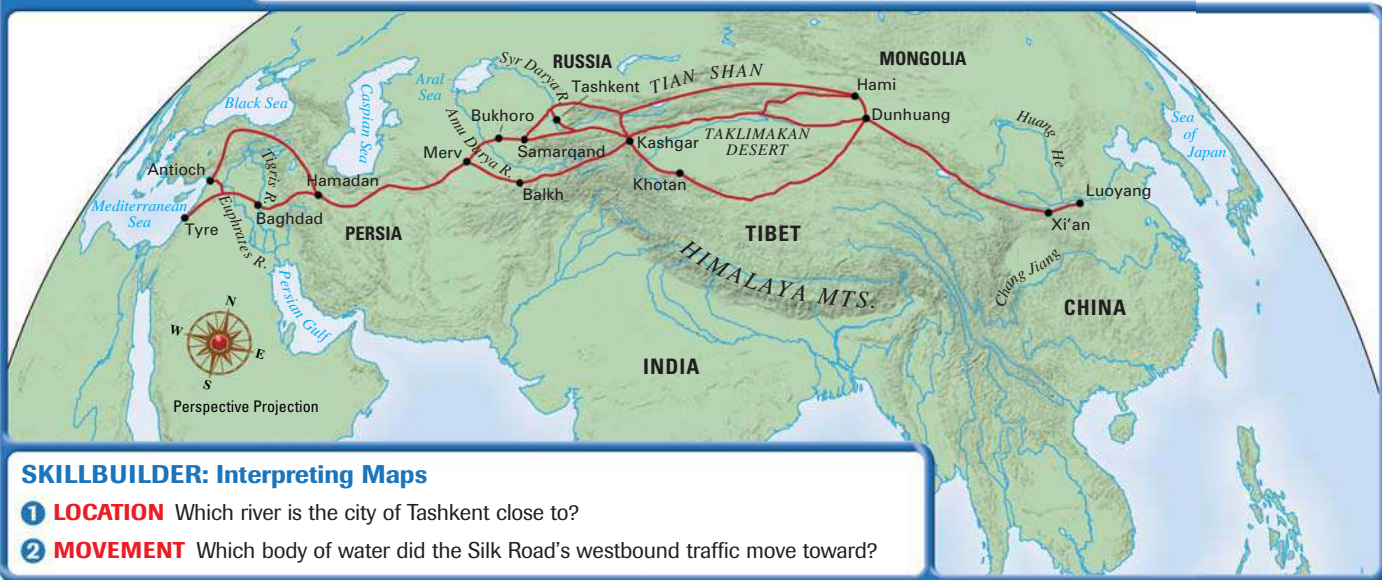 RUSSIA
MONGOLIA
Syr Darya R.
TIAN SHAN
Aral
Sea
Tashkent
Hami
Black Sea
Caspian Sea
Bukhoro
Amu Darya R.
Dunhuang
Huang He
Sea
of
Japan
TAKLIMAKAN
DESERT
Merv
Samarqand
Kashgar
Antioch
Tigris R.
Hamadan
Balkh
Khotan
Luoyang
Mediterranean
Sea
Tyre
Euphrates R.
Baghdad
PERSIA
TIBET
Xi'an
HIMALAYA MTS.
Chang Jiang
Persian Gulf
CHINA
N
W
E
S
INDIA
Perspective Projection
SKILLBUILDER: Interpreting Maps
1 LOCATION Which river is the city of Tashkent close to?
2 MOVEMENT Which body of water did the Silk Road's westbound traffic move toward?